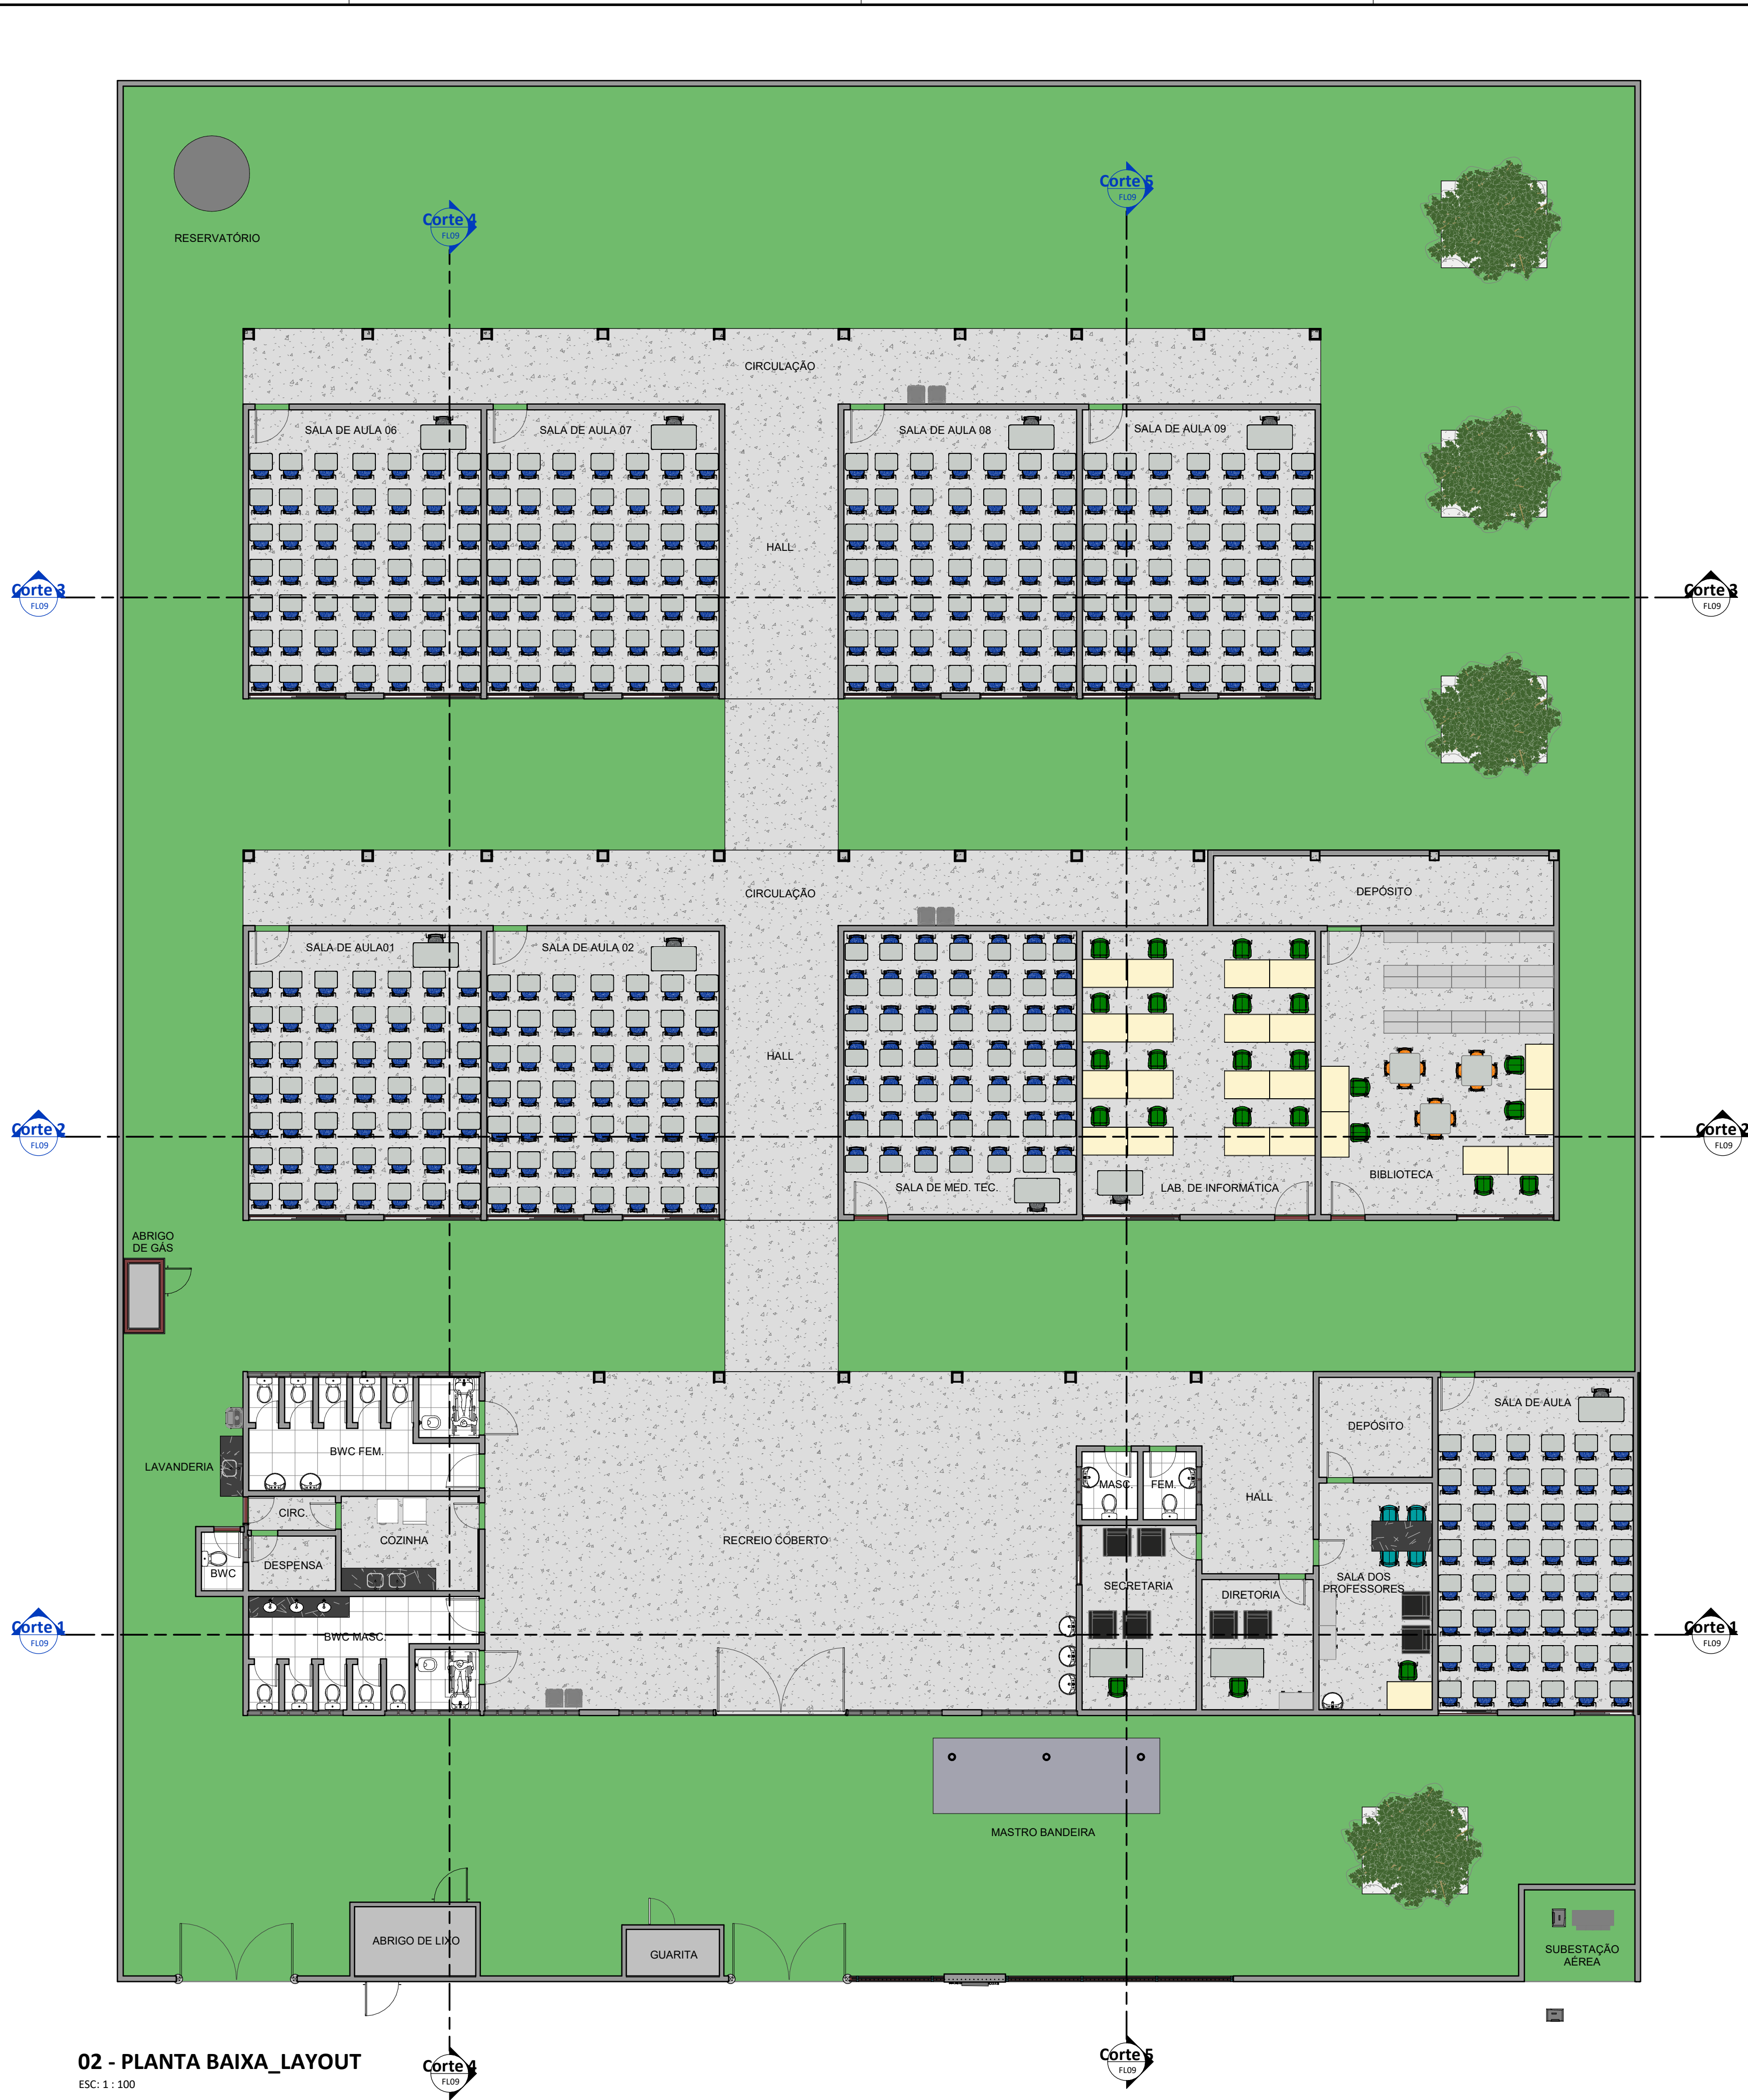 Corte 5
FL09
Corte 4
FL09
RESERVATÓRIO
CIRCULAÇÃO
SALA DE AULA 06
SALA DE AULA 07
SALA DE AULA 08
SALA DE AULA 09
HALL
Corte 3
FL09
Corte 3
FL09
CIRCULAÇÃO
DEPÓSITO
SALA DE AULA01
SALA DE AULA 02
HALL
Corte 2
FL09
Corte 2
FL09
BIBLIOTECA
SALA DE MED. TEC.
LAB. DE INFORMÁTICA
ABRIGO
DE GÁS
SALA DE AULA
DEPÓSITO
BWC FEM.
LAVANDERIA
MASC.
FEM.
HALL
CIRC.
COZINHA
RECREIO COBERTO
DESPENSA
BWC
SECRETARIA
DIRETORIA
SALA DOS
PROFESSORES
BWC MASC.
Corte 1
FL09
Corte 1
FL09
MASTRO BANDEIRA
ABRIGO DE LIXO
GUARITA
SUBESTAÇÃO
AÉREA
02 - PLANTA BAIXA_LAYOUT
ESC: 1 : 100
Corte 4
FL09
Corte 5
FL09